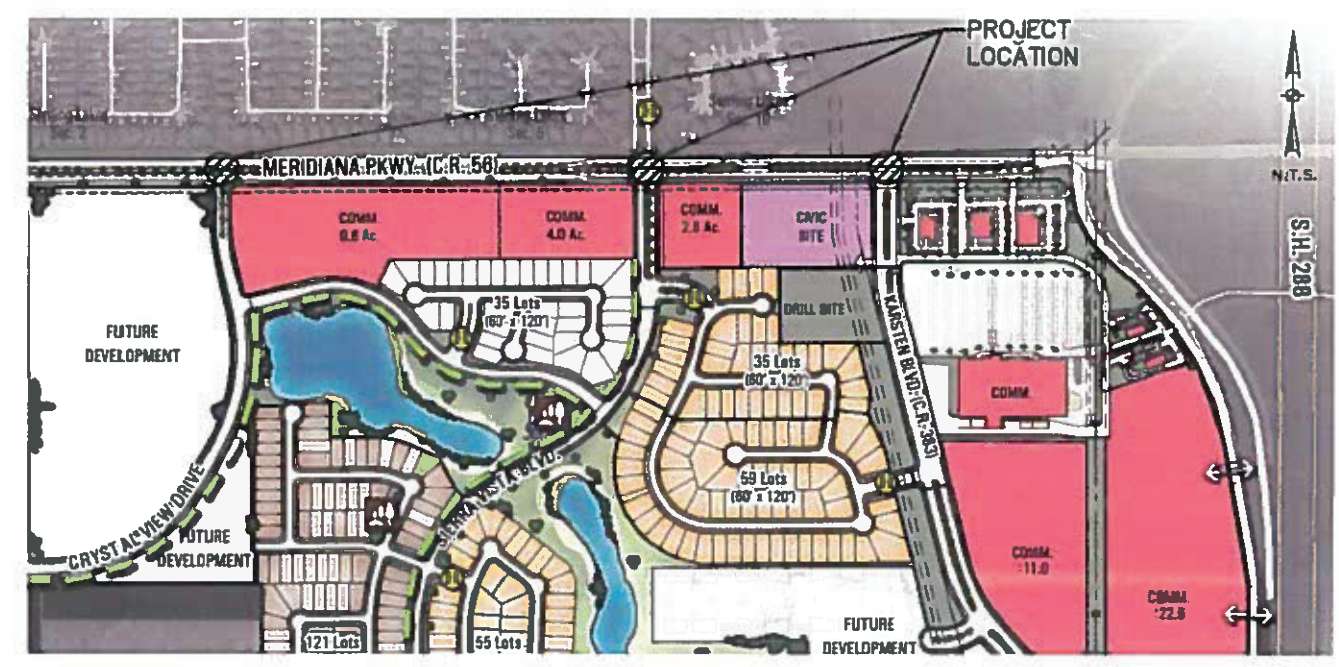 PROJECT
LOCATION
N.T.S.
S.H. 288
MERIDIANA PKWY. (C.R. 56)
COMM.
COMM.
4.0 Ac.
COMM.
CIVIC
SITE
35 Lots
(60' x 120')
DRILL SITE
KARSTEN BLVD. (C.R. 383)
FUTURE
DEVELOPMENT
35 Lots
(60' x 120')
COMM.
SIERRA VISTA BLVD.
59 Lots
(60' x 120')
CRYSTAL VIEW DRIVE
FUTURE
DEVELOPMENT
COMM.
COMM.
121 Lots
55 Lots
FUTURE
DEVELOPMENT